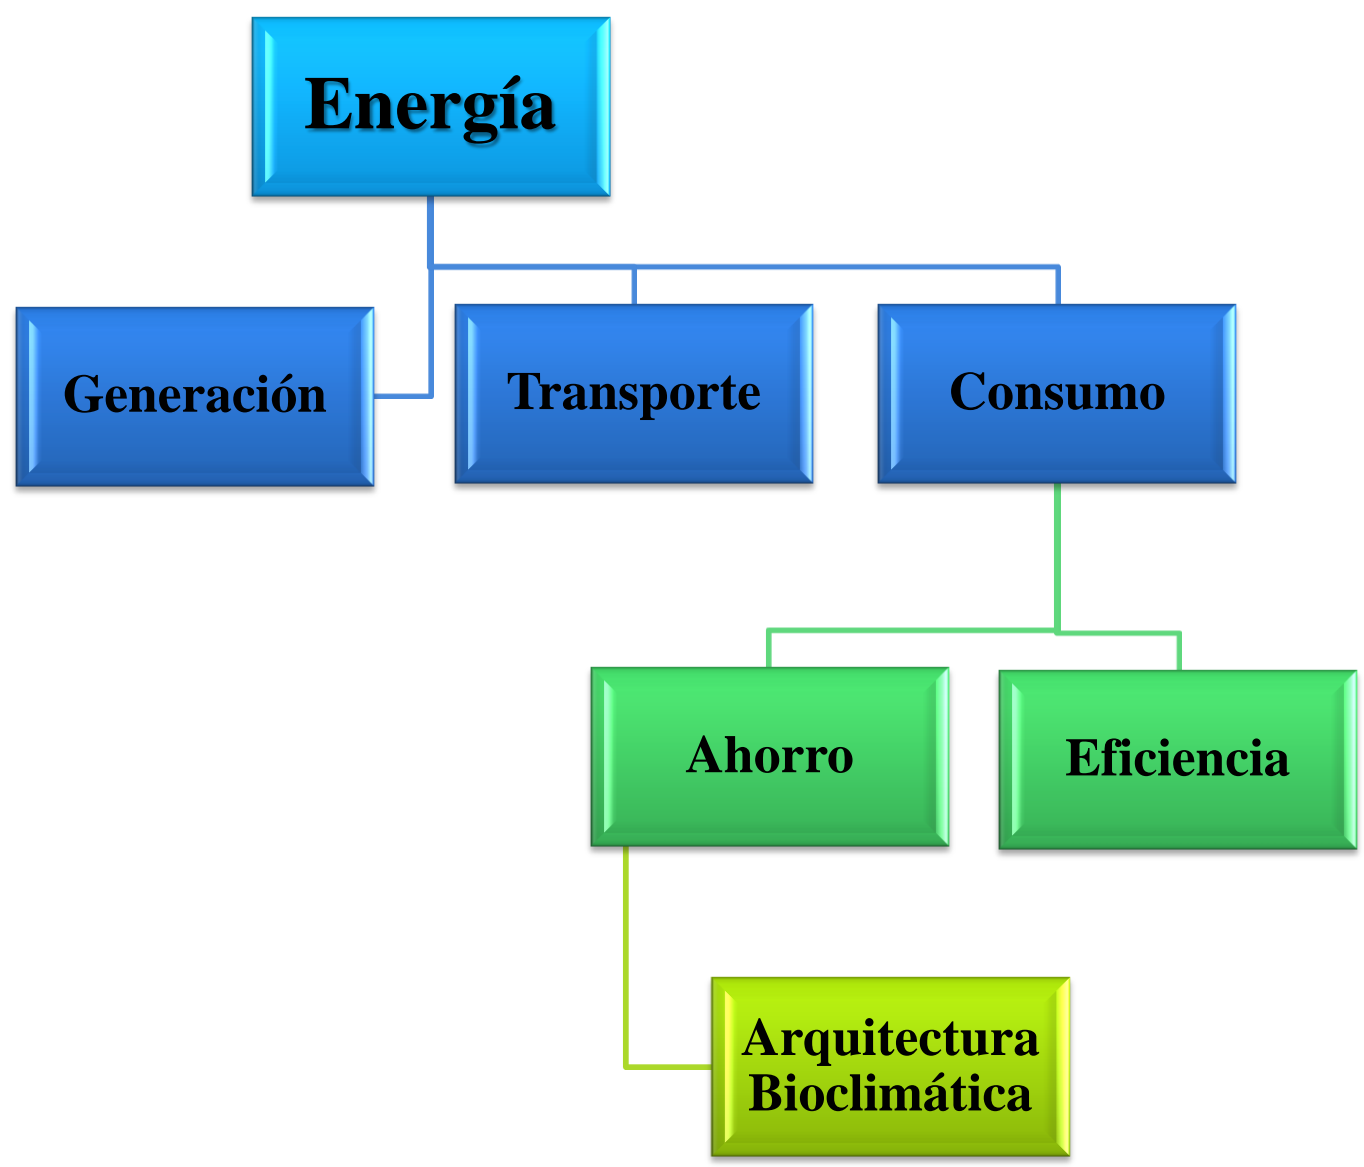 Energía
Generación
Transporte
Consumo
Ahorro
Eficiencia
Arquitectura
Bioclimática